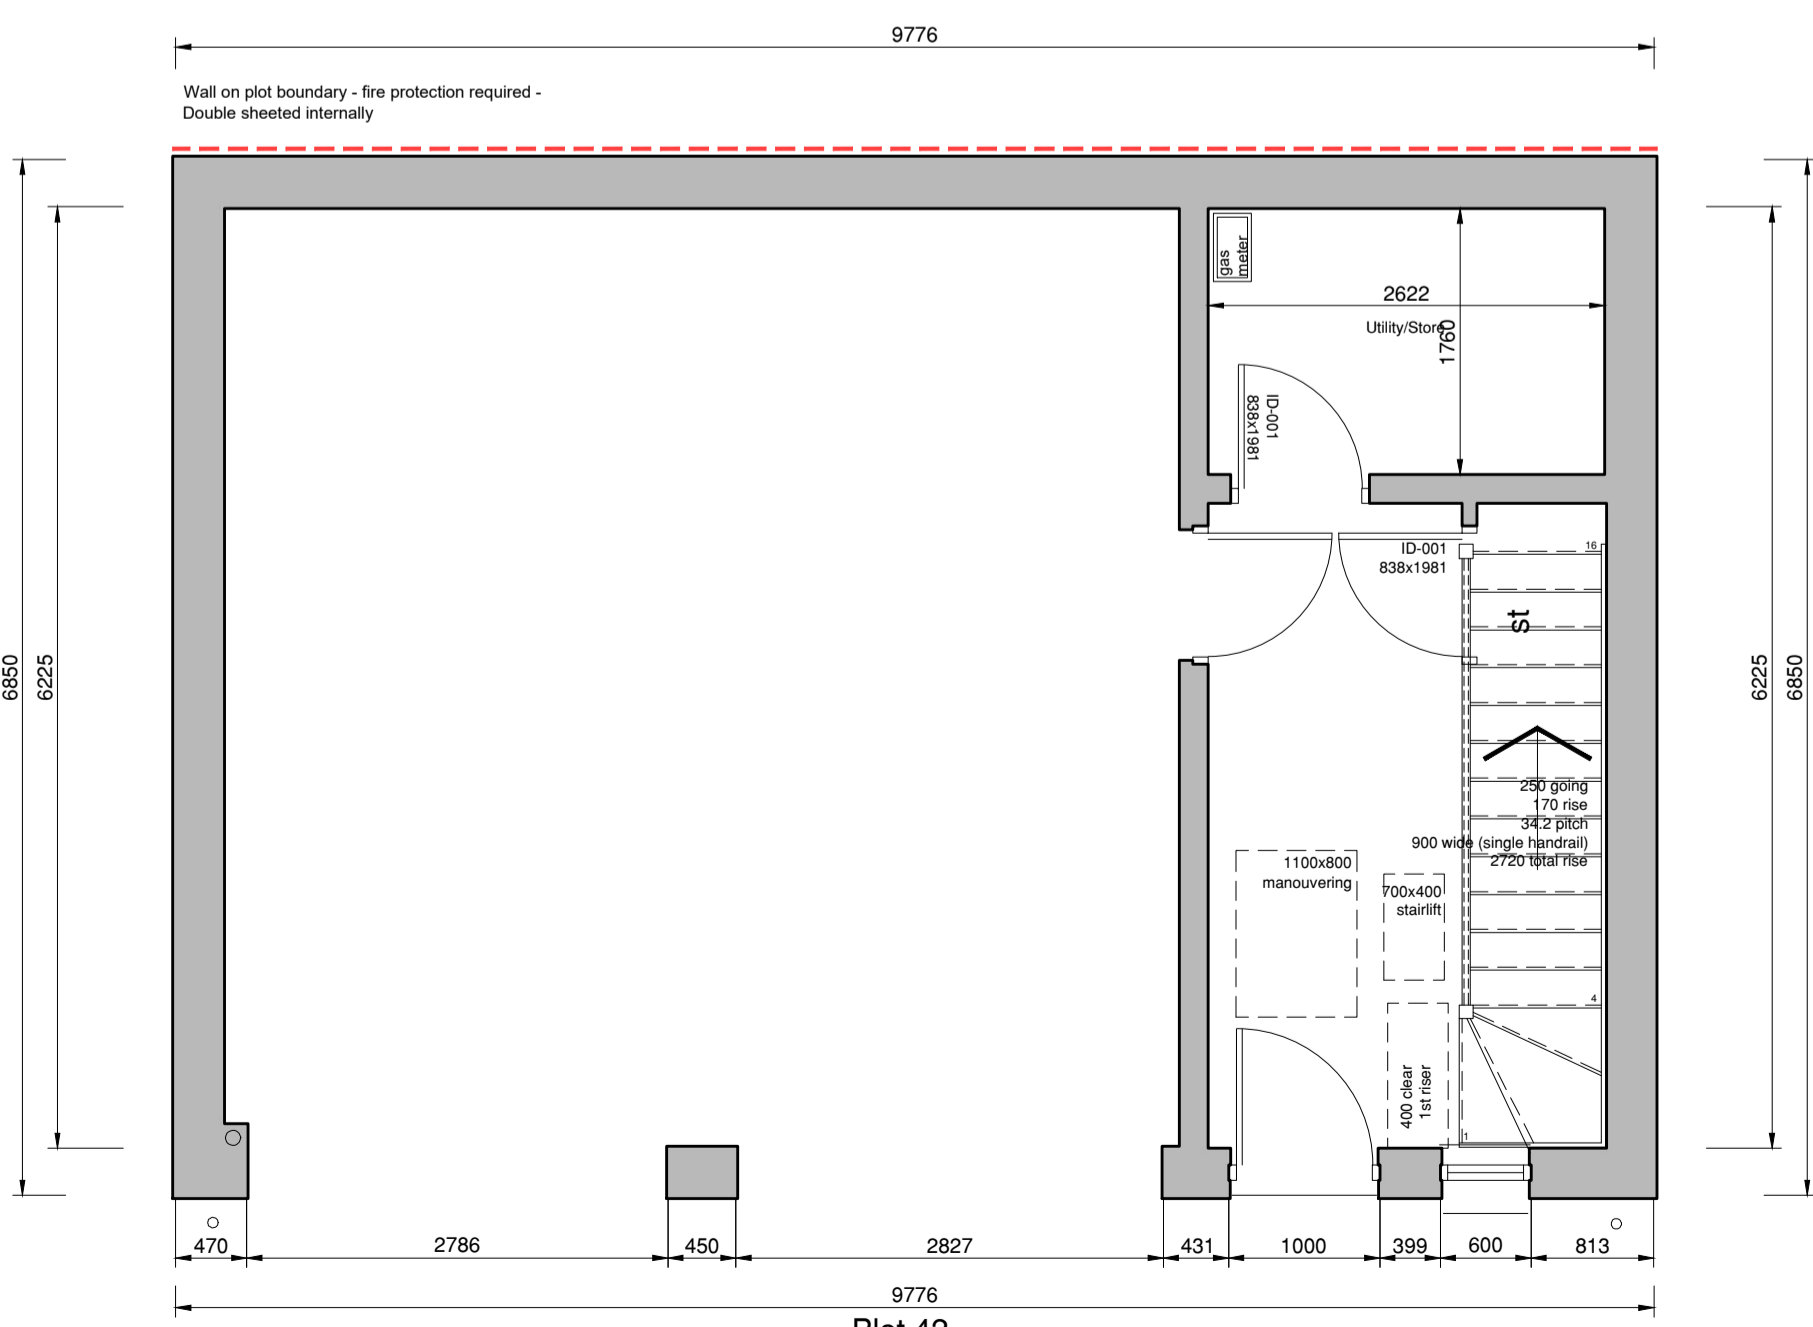 9776
Wall on plot boundary - fire protection required -
Double sheeted internally
gas
meter
2622
Utility/Store
1760
ID-001
838x1981
ID-001
838x1981
16
st
6850
6225
6225
6850
250 going
170 rise
34.2 pitch
900 wide (single handrail)
2720 total rise
1100x800
manouvering
700x400
stairlift
4
400 clear
1st riser
1
470
2786
450
2827
431
1000
399
600
813
9776